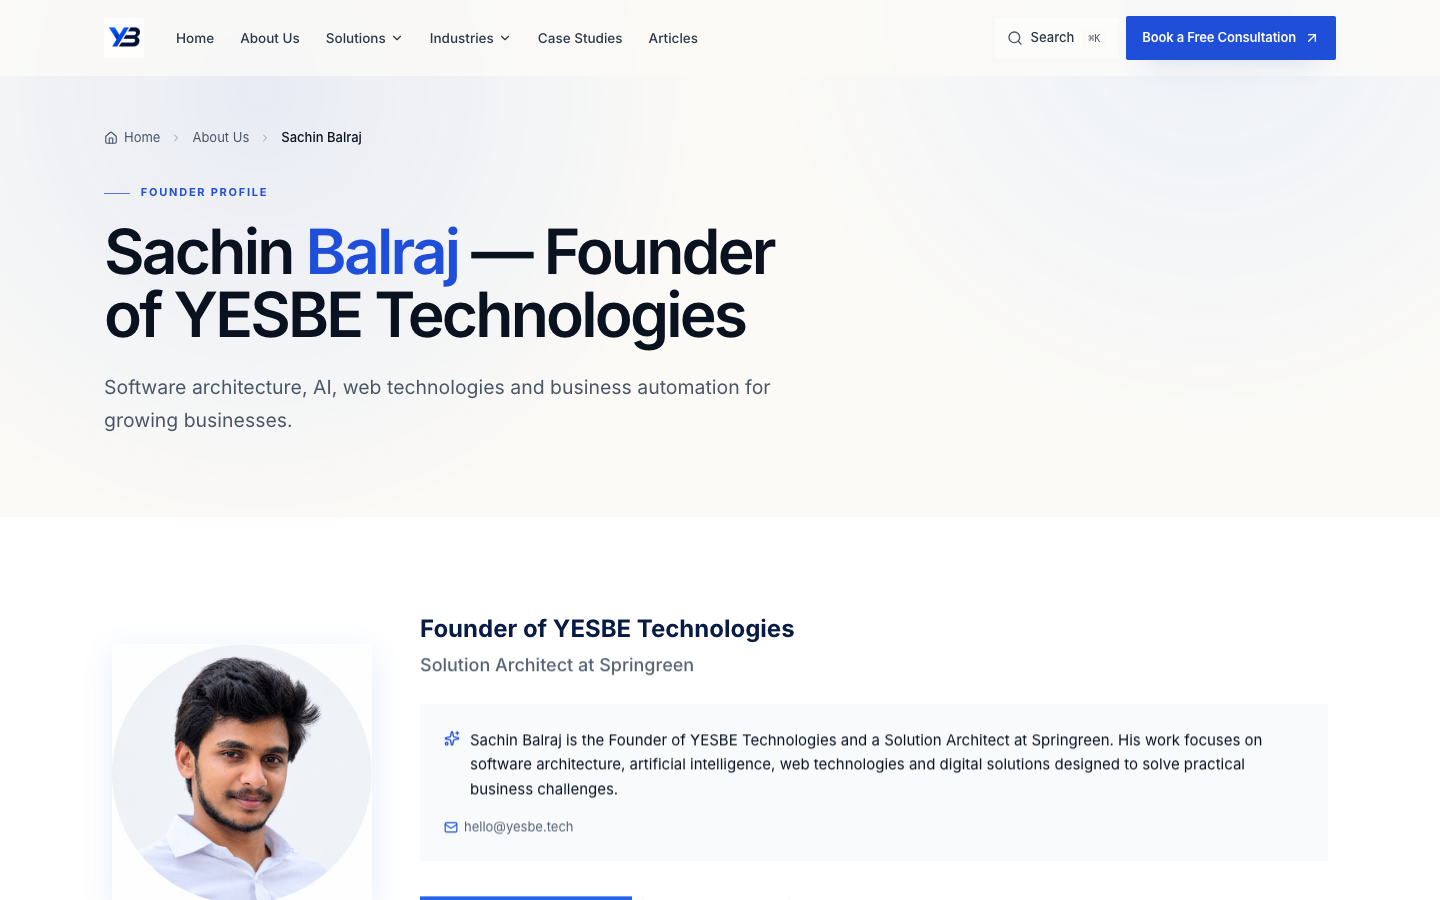 YB
Home
About Us
Solutions
Industries
Case Studies
Articles
Search ⌘K
Book a Free Consultation
Home
About Us
Sachin Balraj
FOUNDER PROFILE
Sachin Balraj — Founder
of YESBE Technologies
Software architecture, AI, web technologies and business automation for
growing businesses.
Founder of YESBE Technologies
Solution Architect at Springreen
Sachin Balraj is the Founder of YESBE Technologies and a Solution Architect at Springreen. His work focuses on
software architecture, artificial intelligence, web technologies and digital solutions designed to solve practical
business challenges.
hello@yesbe.tech